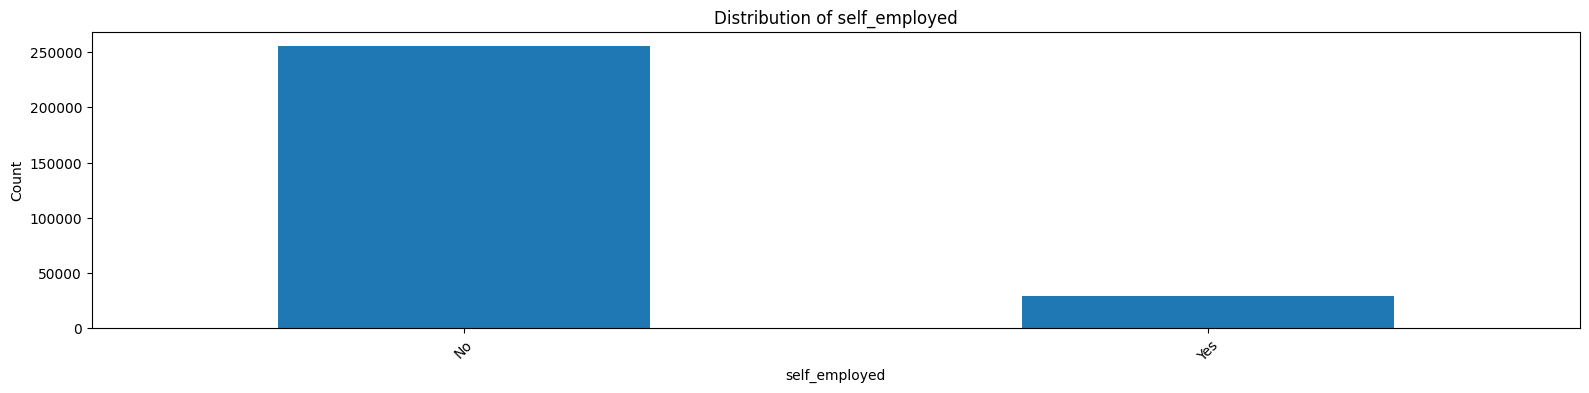 Distribution of self_employed
250000
200000
150000
100000
50000
0
Count
No
Yes
self_employed